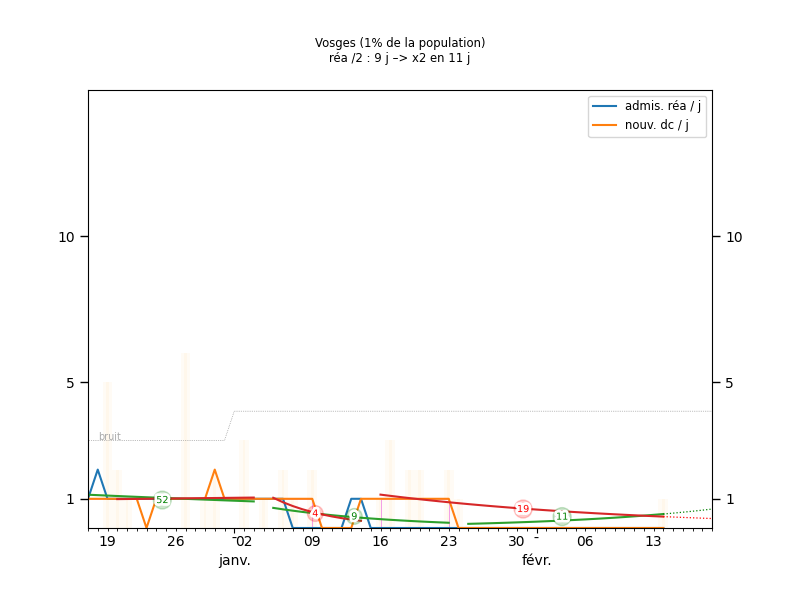 Vosges (1% de la population)
réa /2 : 9 j –> x2 en 11 j
admis. réa / j
nouv. dc / j
10
10
5
5
bruit
1
1
52
4
9
19
11
19
26
02
09
16
23
30
06
13
janv.
févr.